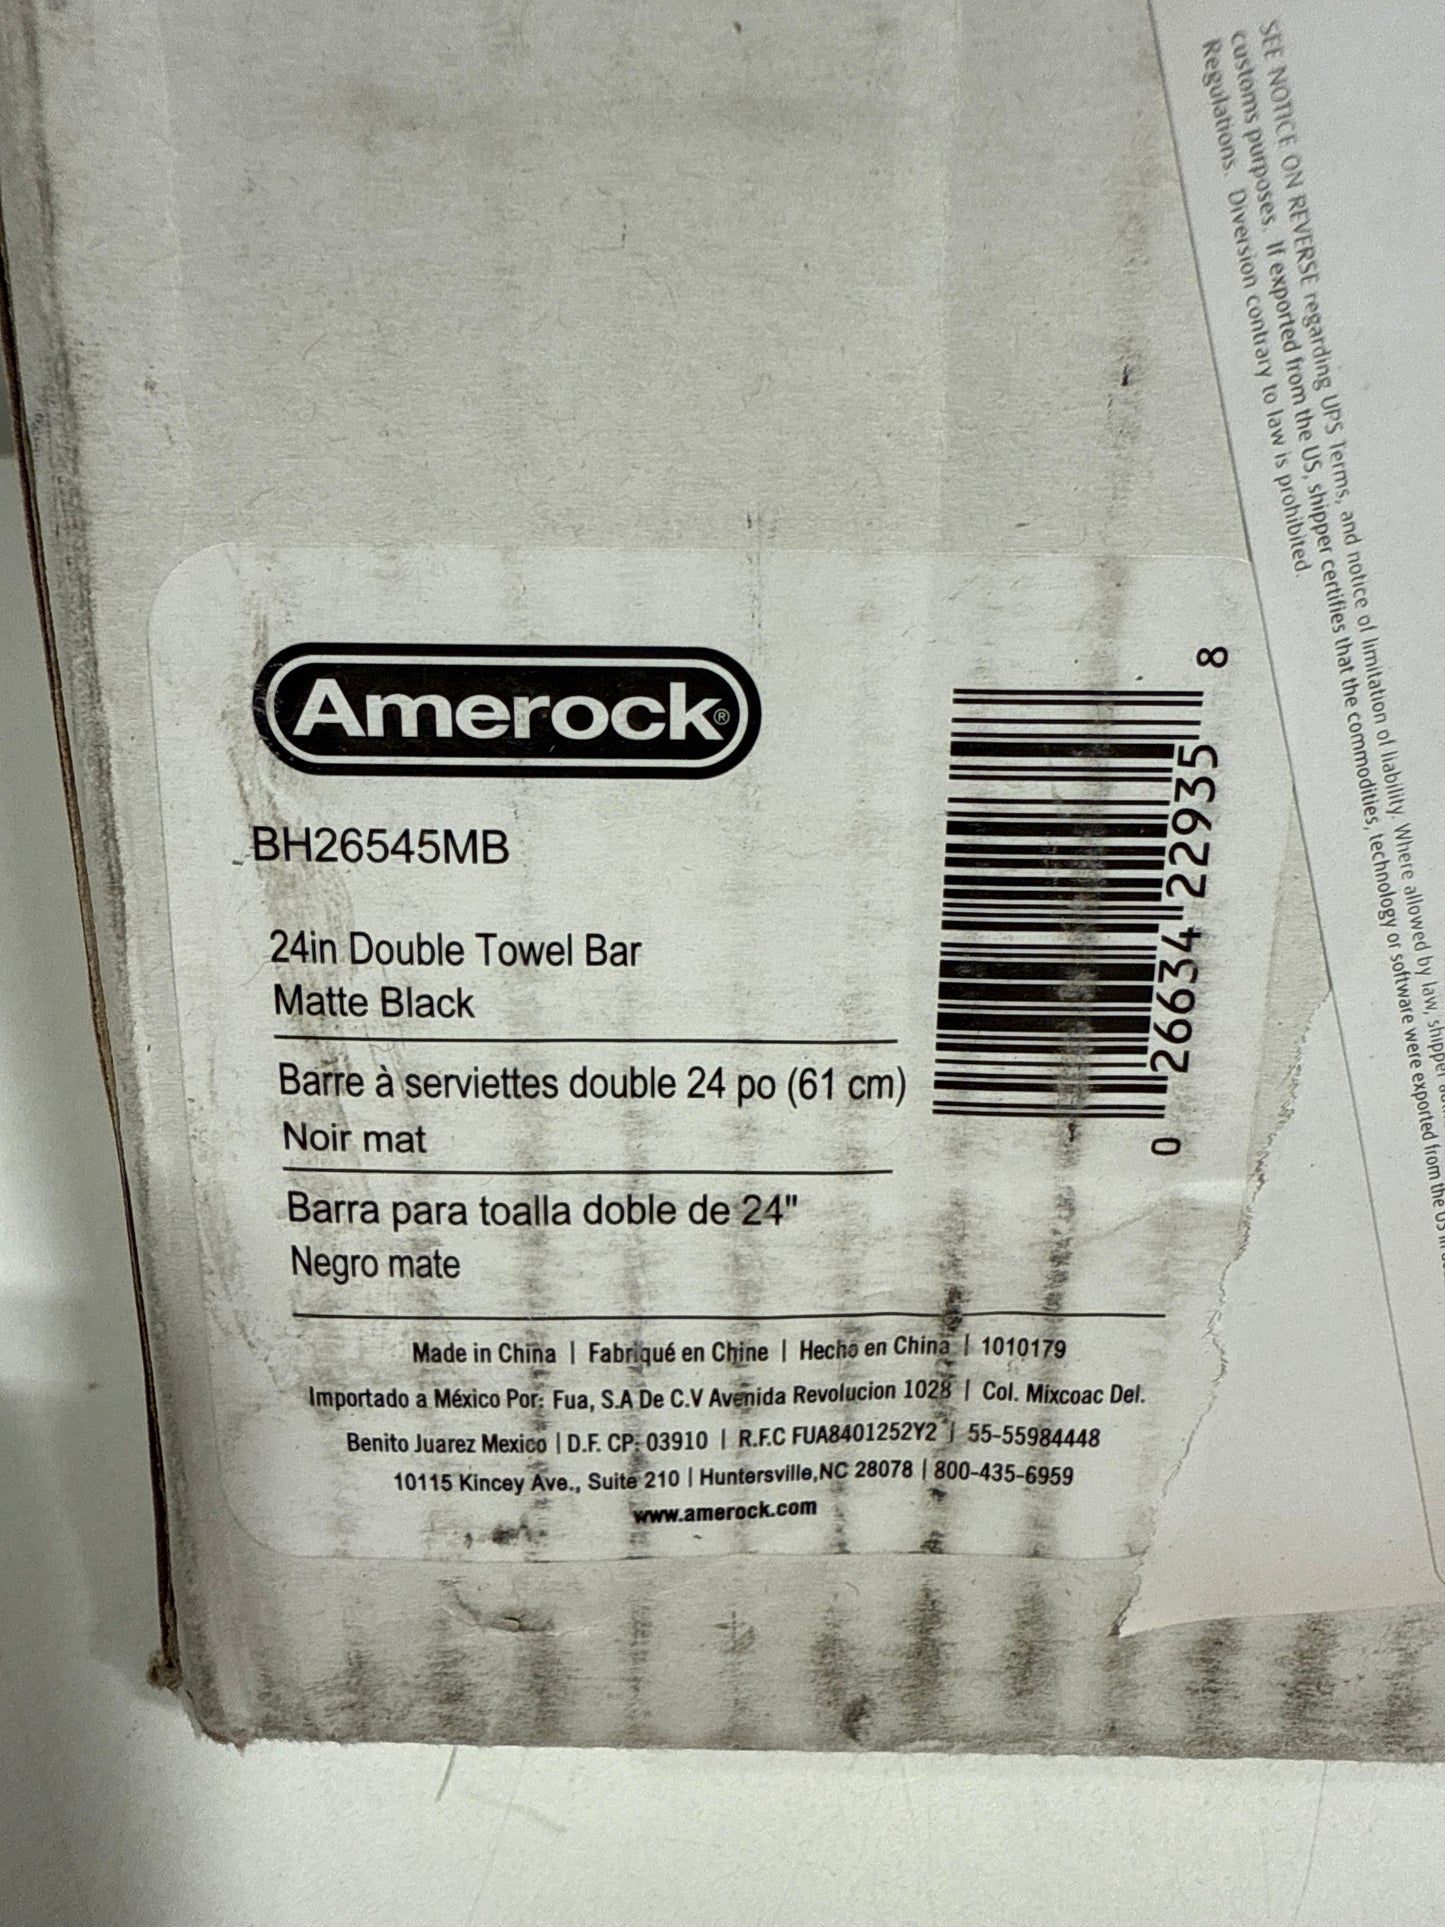 Amerock®
BH26545MB
24in Double Towel Bar
Matte Black
Barre à serviettes double 24 po (61 cm)
Noir mat
Barra para toalla doble de 24"
Negro mate
Made in China | Fabriqué en Chine | Hecho en China | 1010179
Importado a México Por: Fua, S.A De C.V Avenida Revolucion 1028 | Col. Mixcoac Del.
Benito Juarez Mexico | D.F. CP: 03910 | R.F.C FUA8401252Y2 | 55-55984448
10115 Kincey Ave., Suite 210 | Huntersville,NC 28078 | 800-435-6959
www.amerock.com
0 26634 22935 8
SEE NOTICE ON REVERSE regarding UPS Terms, and notice of limitation of liability. Where allowed by law, shipper
customs purposes. If exported from the US, shipper certifies that the commodities, technology or software were exported from the US in
Regulations. Diversion contrary to law is prohibited.